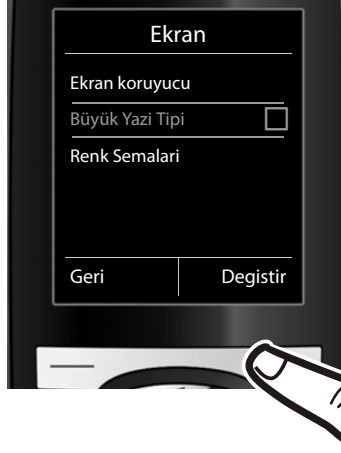 Ekran
Ekran koruyucu
Büyük Yazi Tipi
Renk Semalari
Geri Degistir